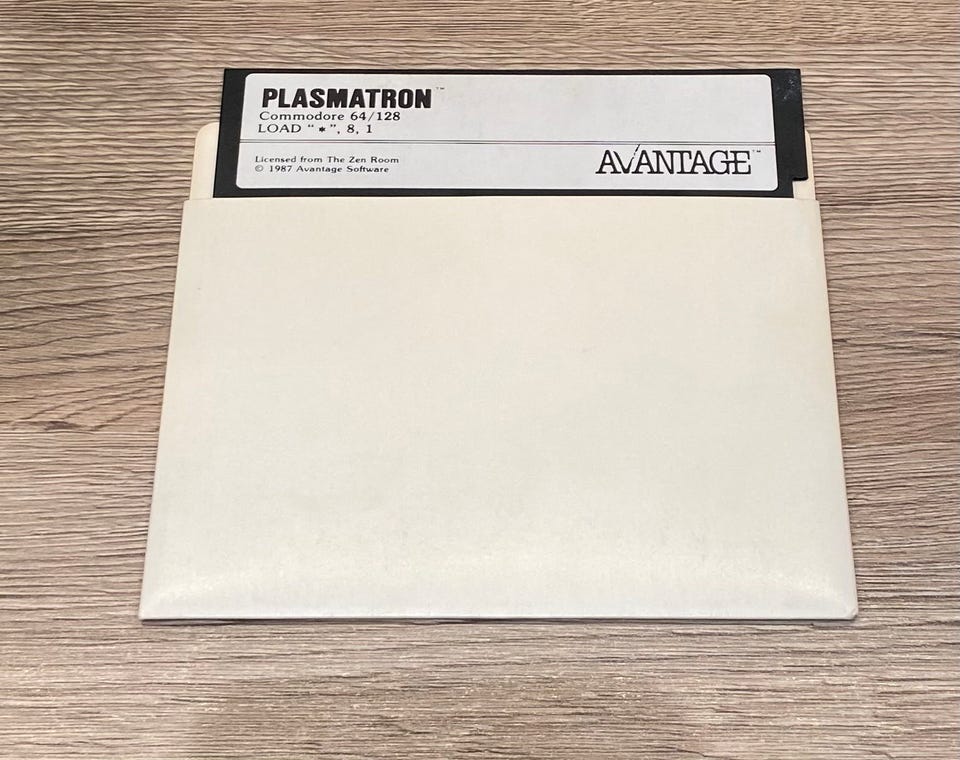 PLASMATRON™
Commodore 64/128
LOAD "*", 8, 1
Licensed from The Zen Room
© 1987 Avantage Software
AVANTAGE™